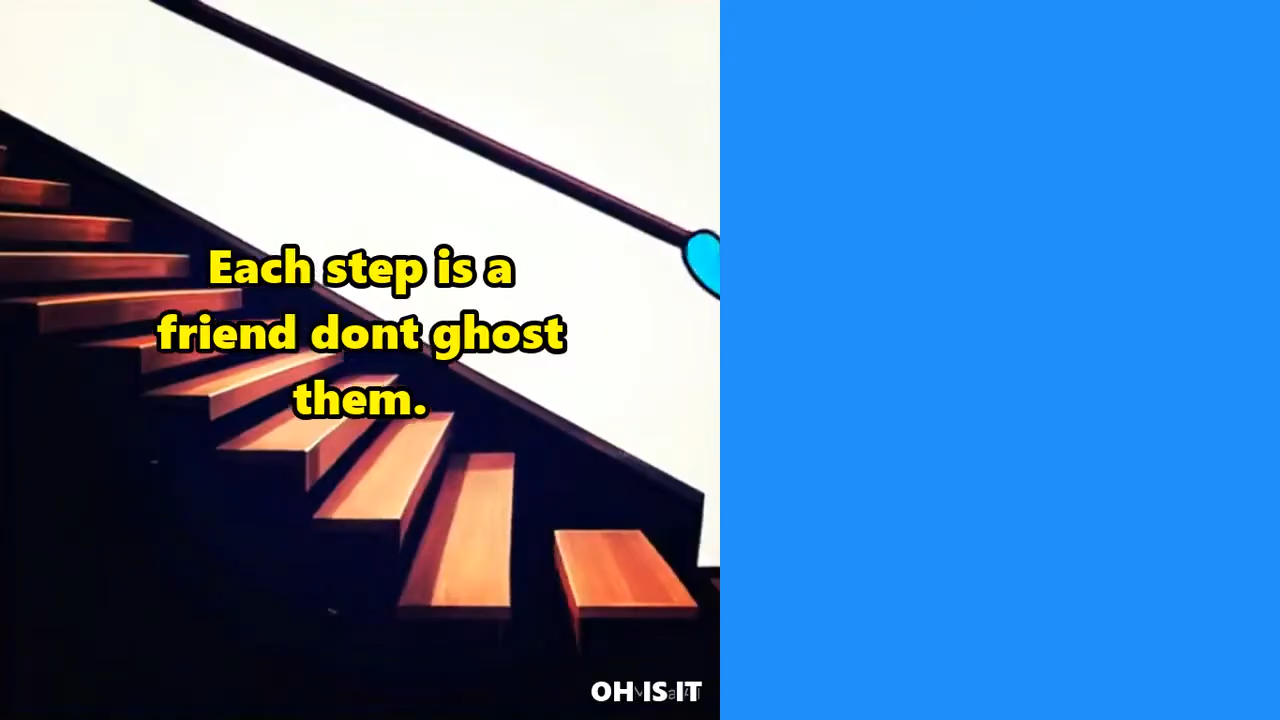 Each step is a
friend dont ghost
them.
OH IS IT